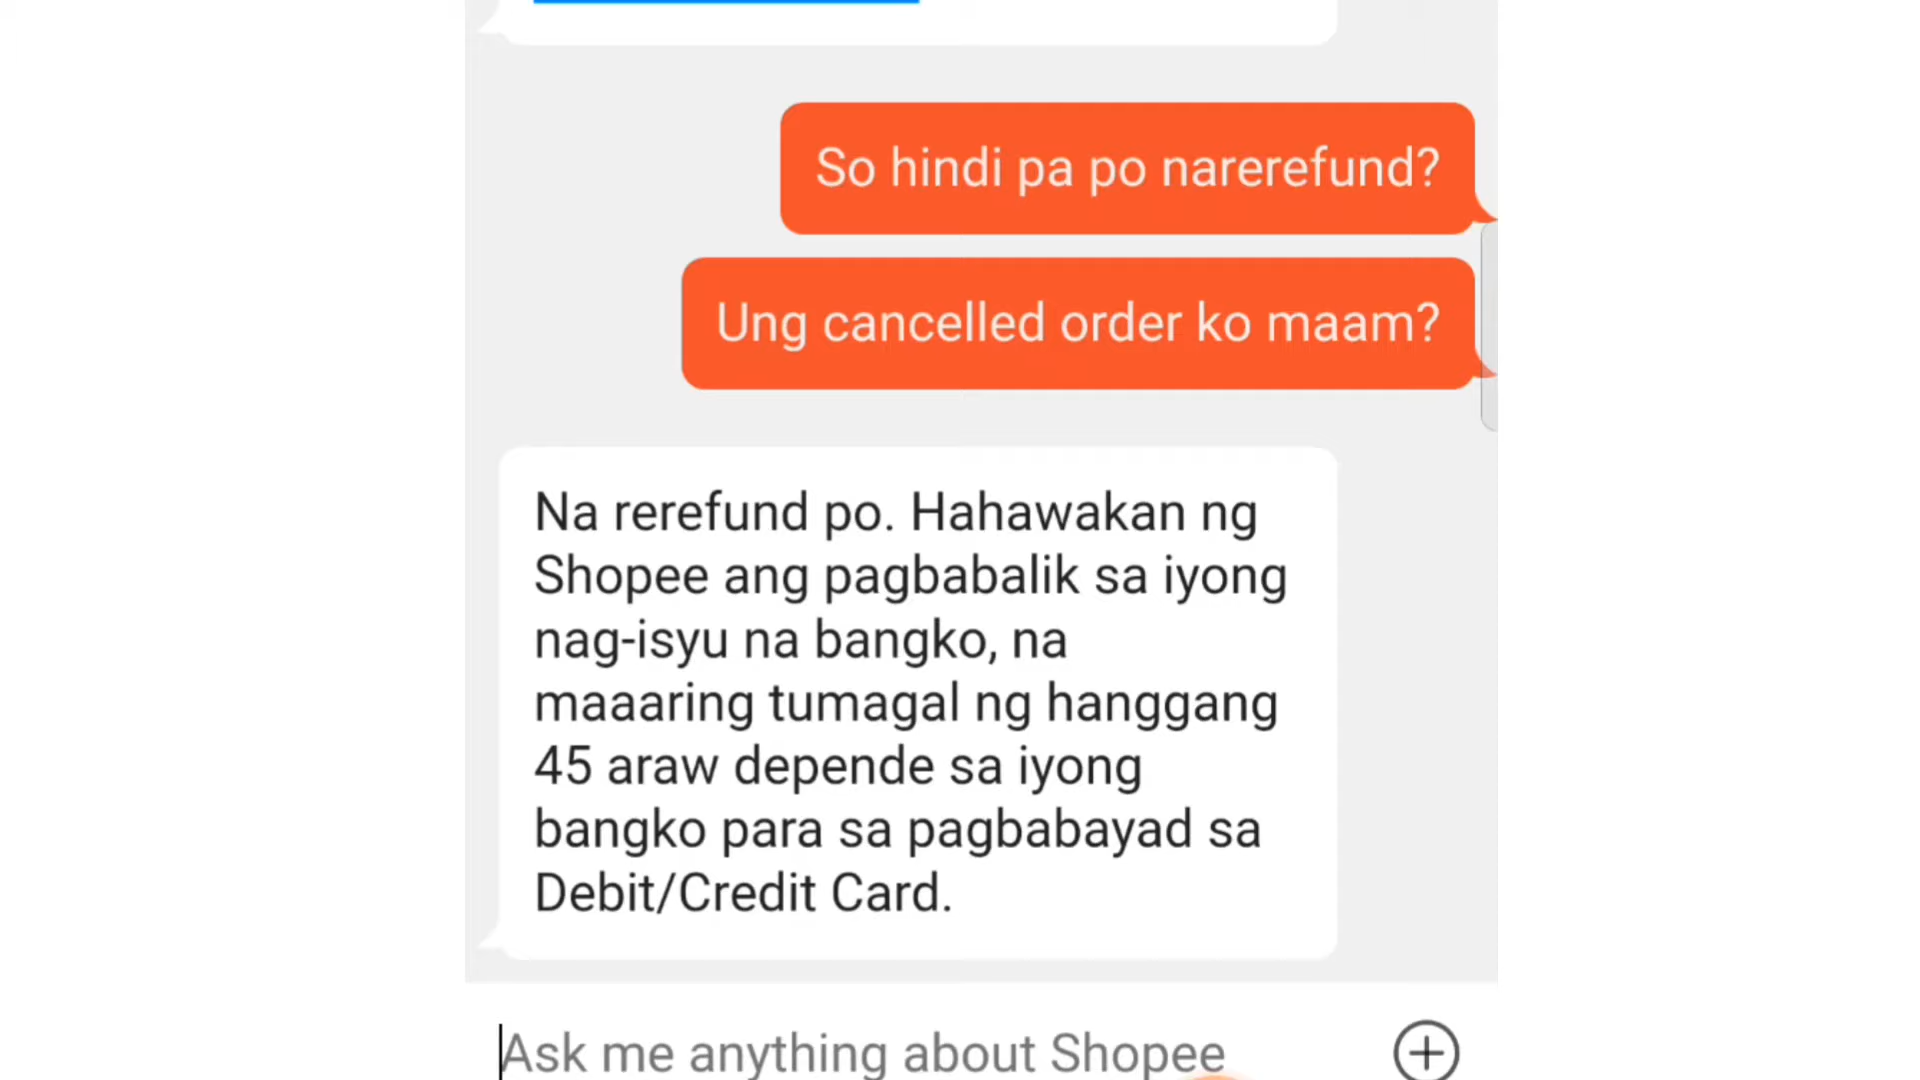 So hindi pa po narerefund?
Ung cancelled order ko maam?
Na rerefund po. Hahawakan ng
Shopee ang pagbabalik sa iyong
nag-isyu na bangko, na
maaaring tumagal ng hanggang
45 araw depende sa iyong
bangko para sa pagbabayad sa
Debit/Credit Card.
Ask me anything about Shopee